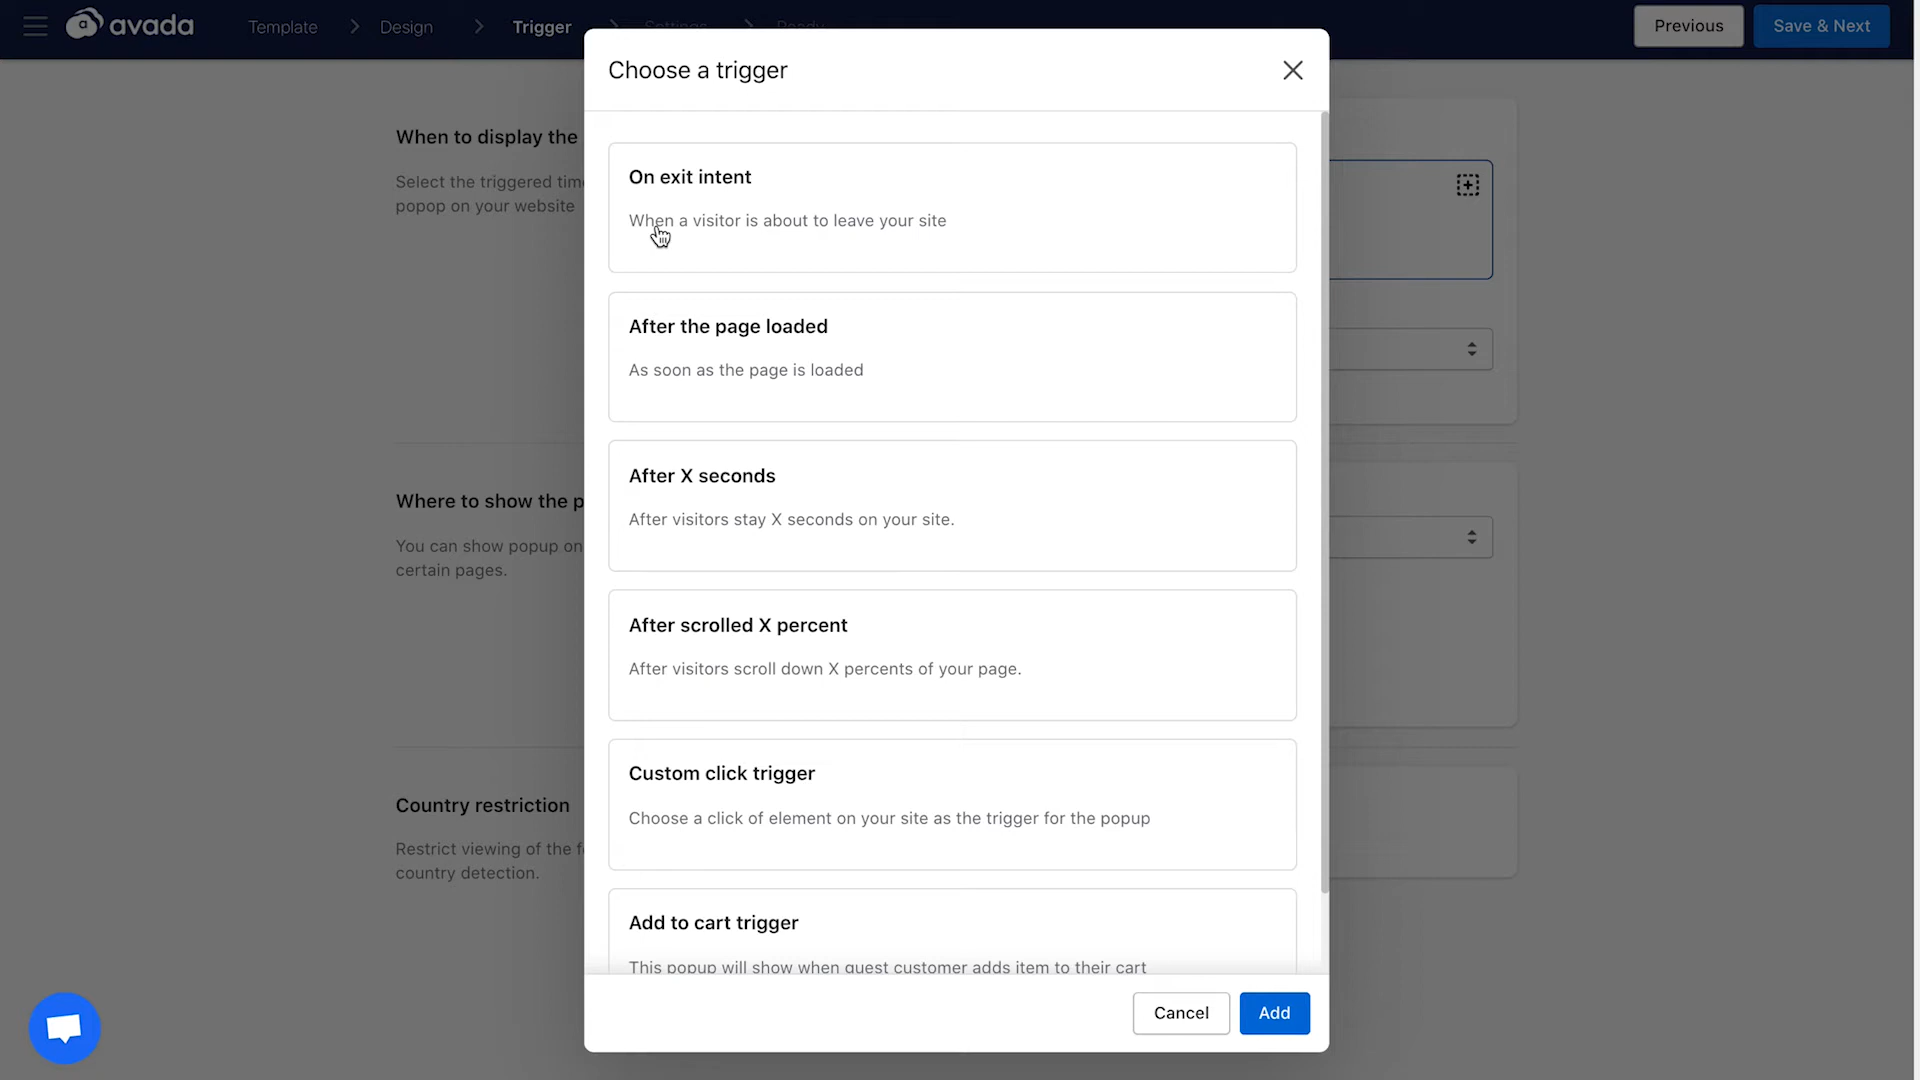 avada
Template
Design
Trigger
Settings
Ready
Previous
Save & Next
Choose a trigger
When to display the
Select the triggered tim
popop on your website
On exit intent
When a visitor is about to leave your site
After the page loaded
As soon as the page is loaded
After X seconds
After visitors stay X seconds on your site.
Where to show the p
You can show popup on
certain pages.
After scrolled X percent
After visitors scroll down X percents of your page.
Custom click trigger
Choose a click of element on your site as the trigger for the popup
Country restriction
Restrict viewing of the f
country detection.
Add to cart trigger
This popup will show when guest customer adds item to their cart
Cancel
Add